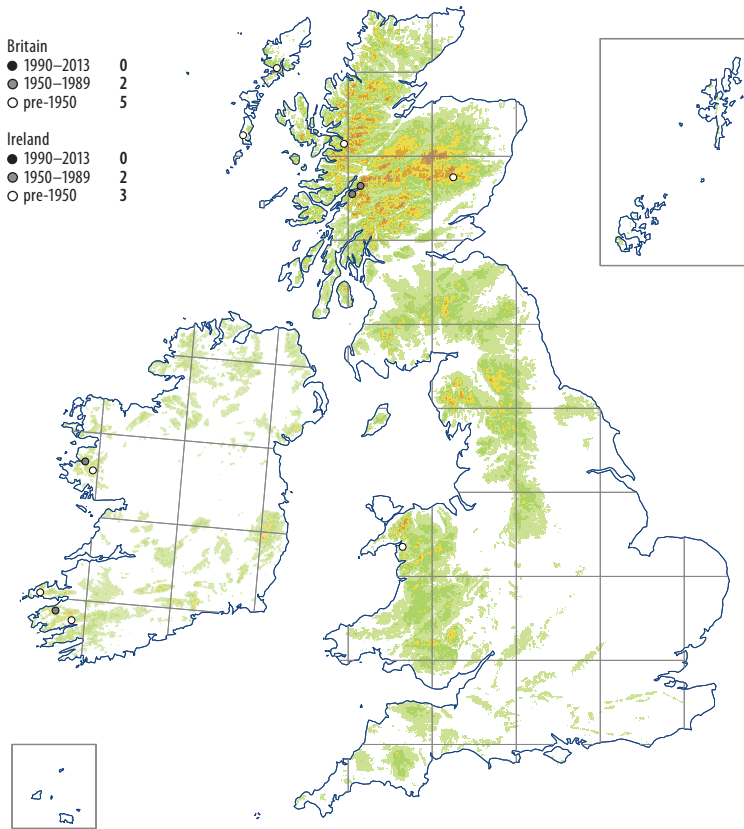 Britain
● 1990–2013 0
● 1950–1989 2
○ pre-1950 5
Ireland
● 1990–2013 0
● 1950–1989 2
○ pre-1950 3